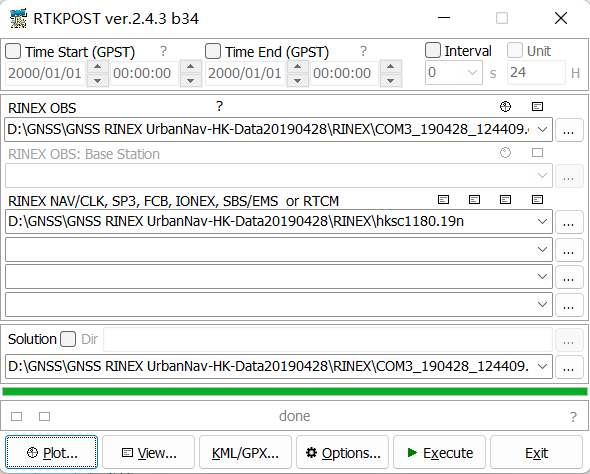 RTKPOST ver.2.4.3 b34
Time Start (GPST) ? Time End (GPST) ? Interval Unit
2000/01/01 00:00:00 2000/01/01 00:00:00 0 s 24 H
RINEX OBS ?
D:\GNSS\GNSS RINEX UrbanNav-HK-Data20190428\RINEX\COM3_190428_124409. ...
RINEX OBS: Base Station
...
RINEX NAV/CLK, SP3, FCB, IONEX, SBS/EMS or RTCM
D:\GNSS\GNSS RINEX UrbanNav-HK-Data20190428\RINEX\hksc1180.19n ...
...
...
...
Solution Dir ...
D:\GNSS\GNSS RINEX UrbanNav-HK-Data20190428\RINEX\COM3_190428_124409. ...
done ?
Plot... View... KML/GPX... Options... Execute Exit